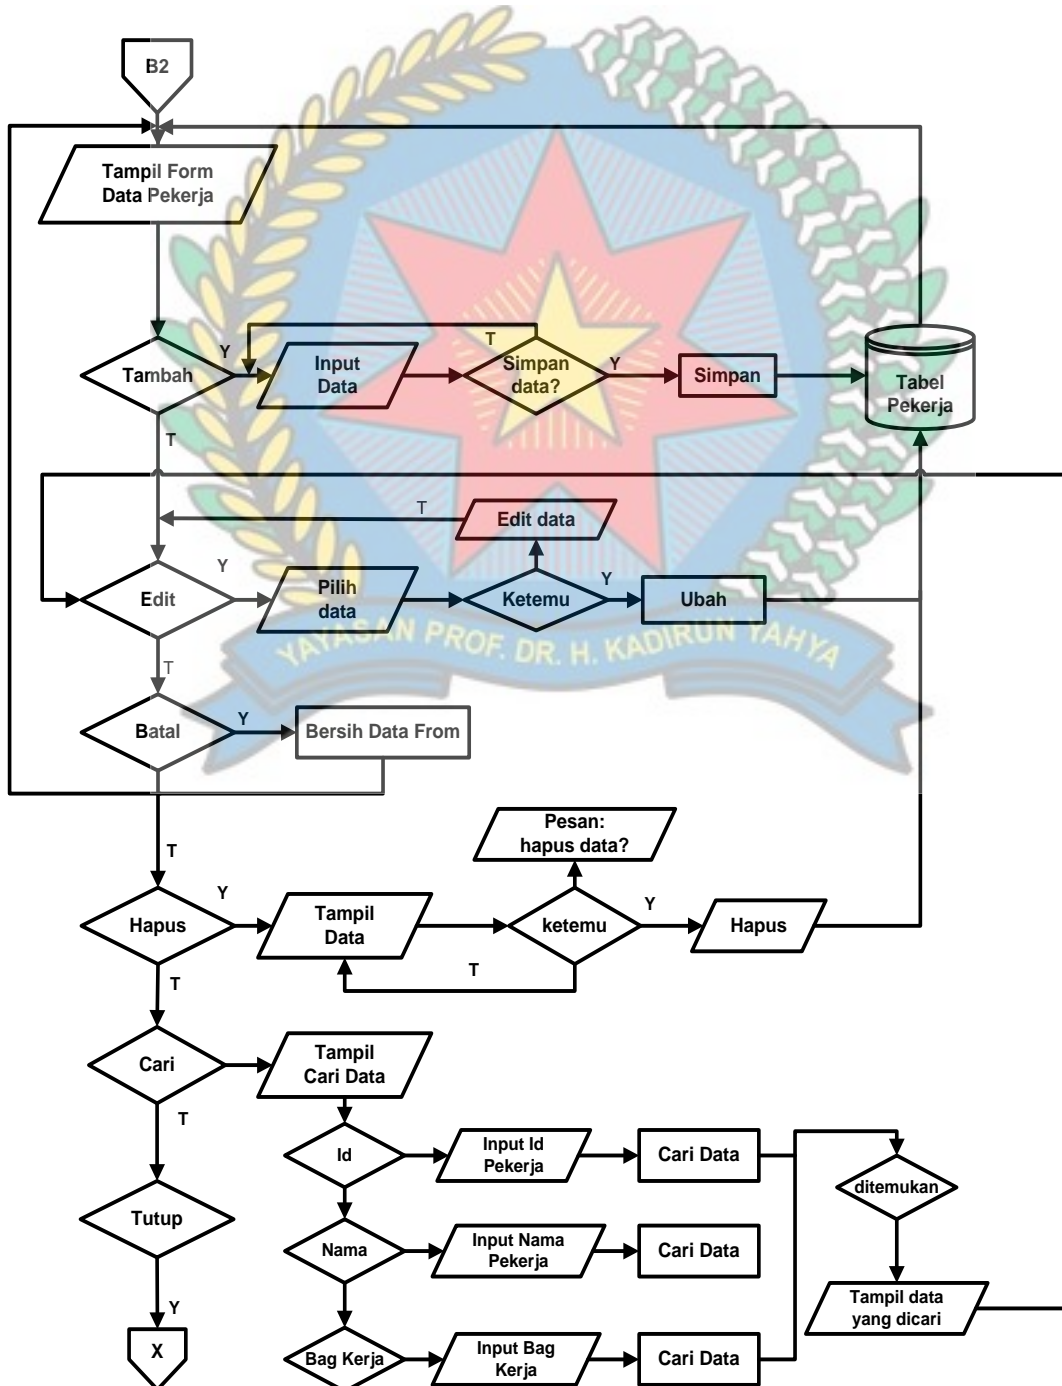 B2
Tampil Form
Data Pekerja
Tambah
Y
Input
Data
T
Simpan
data?
Y
Simpan
Tabel
Pekerja
T
T
Edit data
Edit
Y
Pilih
data
Ketemu
Y
Ubah
YAYASAN PROF. DR. H. KADIRUN YAHYA
T
Batal
Y
Bersih Data From
Pesan:
hapus data?
T
Hapus
Y
Tampil
Data
ketemu
Y
Hapus
T
T
Cari
Tampil
Cari Data
T
Id
Input Id
Pekerja
Cari Data
ditemukan
Tutup
Nama
Input Nama
Pekerja
Cari Data
Y
Tampil data
yang dicari
X
Bag Kerja
Input Bag
Kerja
Cari Data